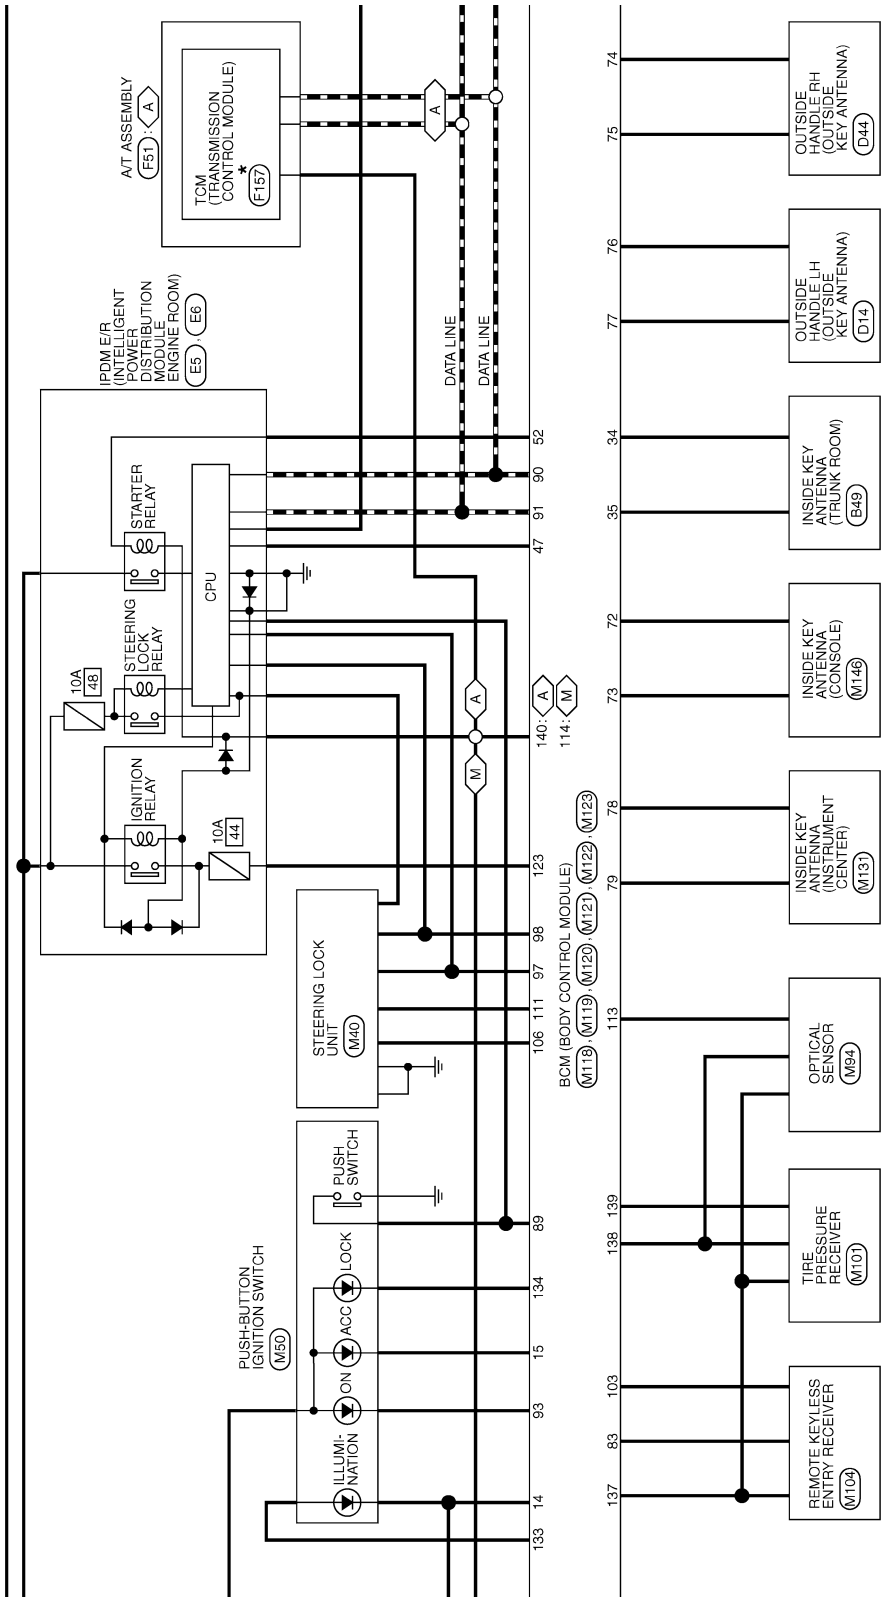 A/T ASSEMBLY
F51 : A
TCM
(TRANSMISSION
CONTROL MODULE)
*
F157
A
IPDM E/R
(INTELLIGENT
POWER
DISTRIBUTION
MODULE
ENGINE ROOM)
E5 , E6
DATA LINE
DATA LINE
STARTER
RELAY
CPU
STEERING
LOCK
RELAY
10A
48
IGNITION
RELAY
10A
44
A
M
52
90
91
47
140: A
114: M
123
98
97
111
106
89
134
15
93
14
133
BCM (BODY CONTROL MODULE)
M118 , M119 , M120 , M121 , M122 , M123
STEERING LOCK
UNIT
M40
PUSH-BUTTON
IGNITION SWITCH
M50
PUSH
SWITCH
LOCK
ACC
ON
ILLUMI-
NATION
74
75
OUTSIDE
HANDLE RH
(OUTSIDE
KEY ANTENNA)
D44
76
77
OUTSIDE
HANDLE LH
(OUTSIDE
KEY ANTENNA)
D14
34
35
INSIDE KEY
ANTENNA
(TRUNK ROOM)
B49
72
73
INSIDE KEY
ANTENNA
(CONSOLE)
M146
78
79
INSIDE KEY
ANTENNA
(INSTRUMENT
CENTER)
M131
113
OPTICAL
SENSOR
M94
139
138
TIRE
PRESSURE
RECEIVER
M101
103
83
137
REMOTE KEYLESS
ENTRY RECEIVER
M104